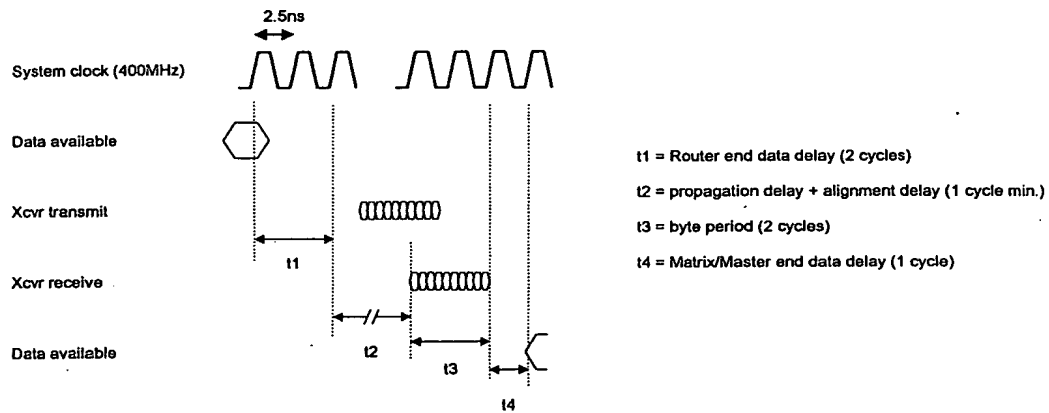 2.5ns
System clock (400MHz)
Data available
Xcvr transmit
t1
Xcvr receive
t2
Data available
t3
t4
t1 = Router end data delay (2 cycles)
t2 = propagation delay + alignment delay (1 cycle min.)
t3 = byte period (2 cycles)
t4 = Matrix/Master end data delay (1 cycle)